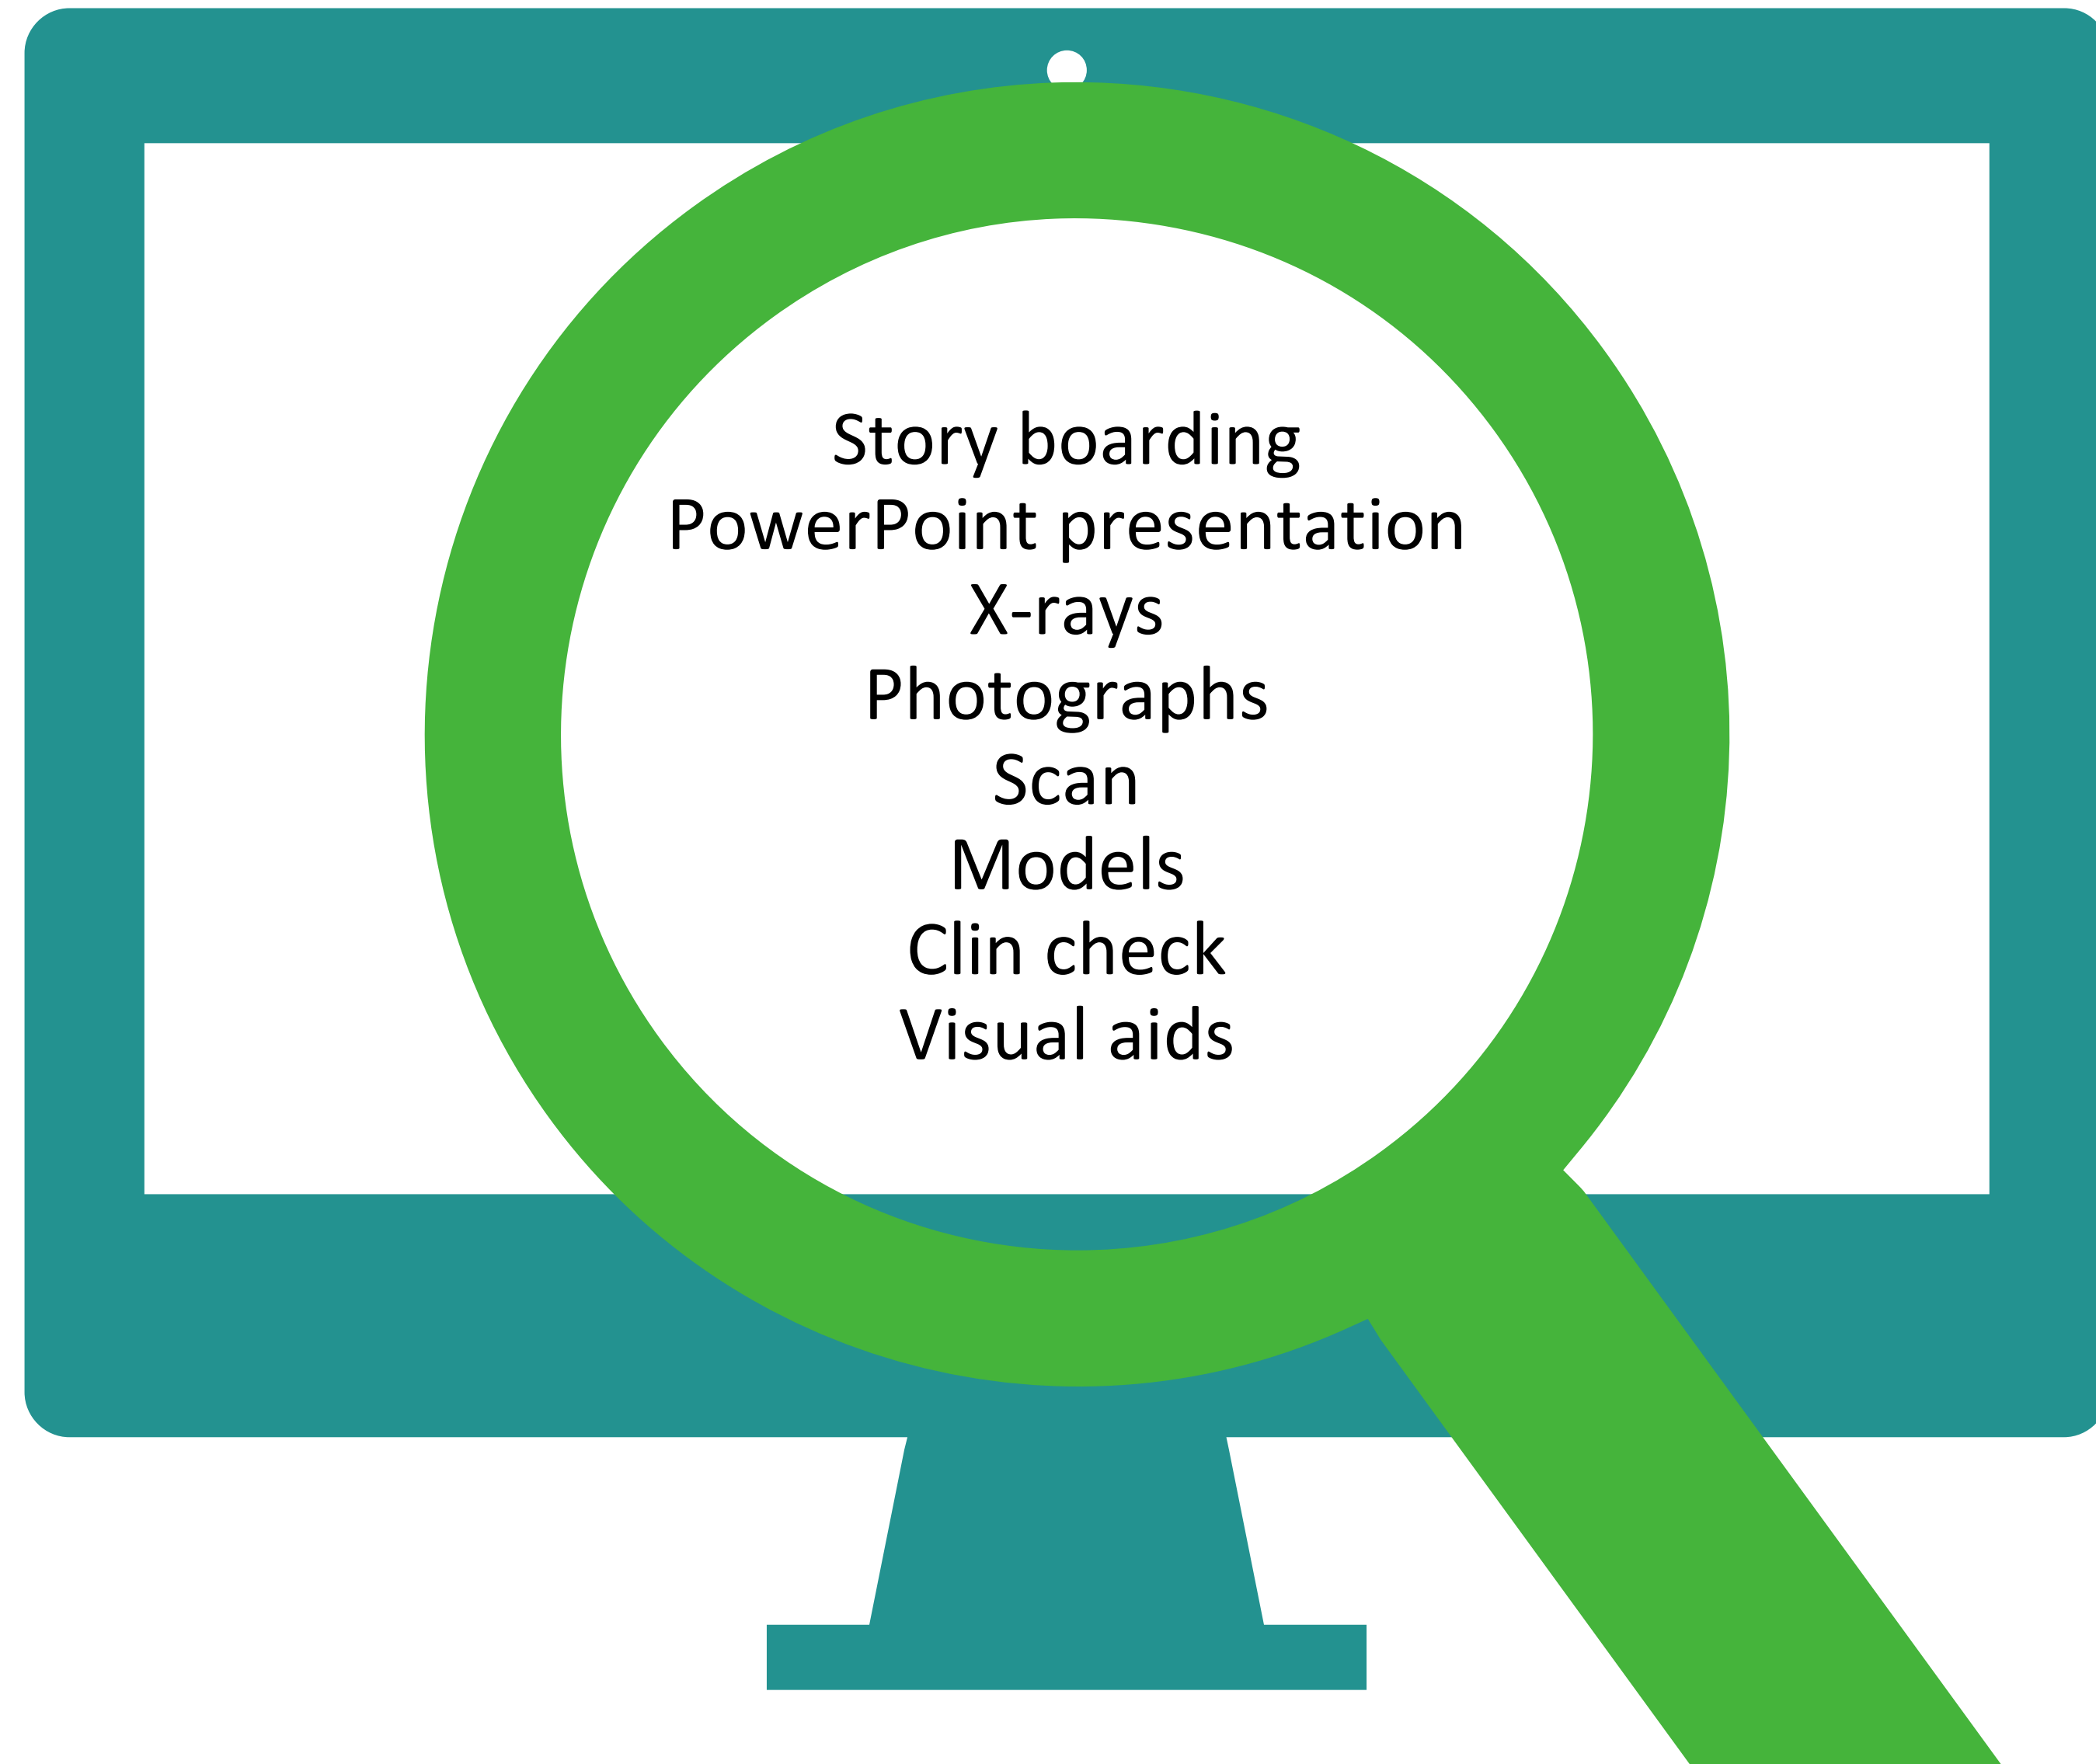 Story boarding
PowerPoint presentation
X-rays
Photographs
Scan
Models
Clin check
Visual aids